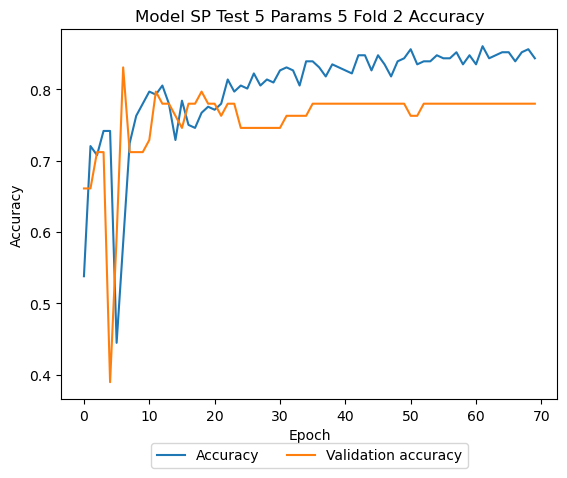 Model SP Test 5 Params 5 Fold 2 Accuracy
Accuracy
0.8
0.7
0.6
0.5
0.4
0 10 20 30 40 50 60 70
Epoch
Accuracy Validation accuracy